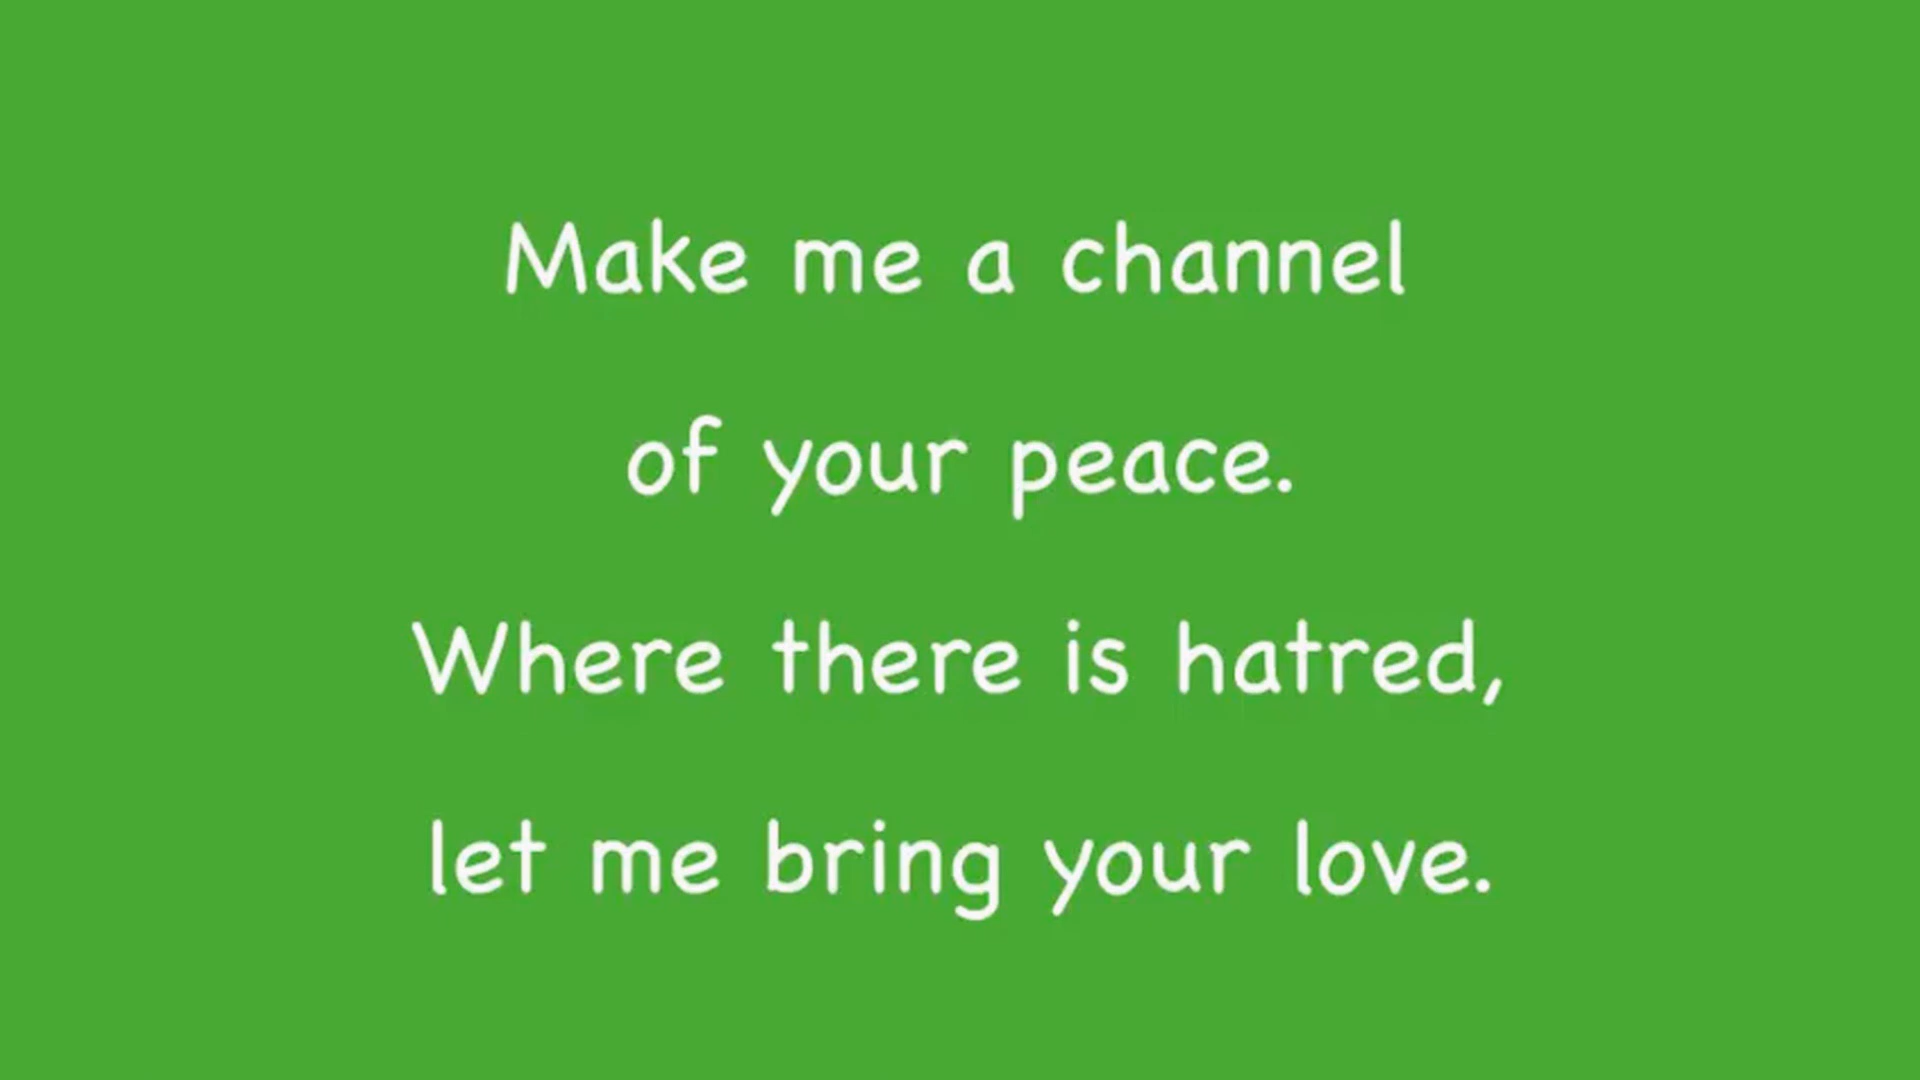 Make me a channel
of your peace.
Where there is hatred,
let me bring your love.